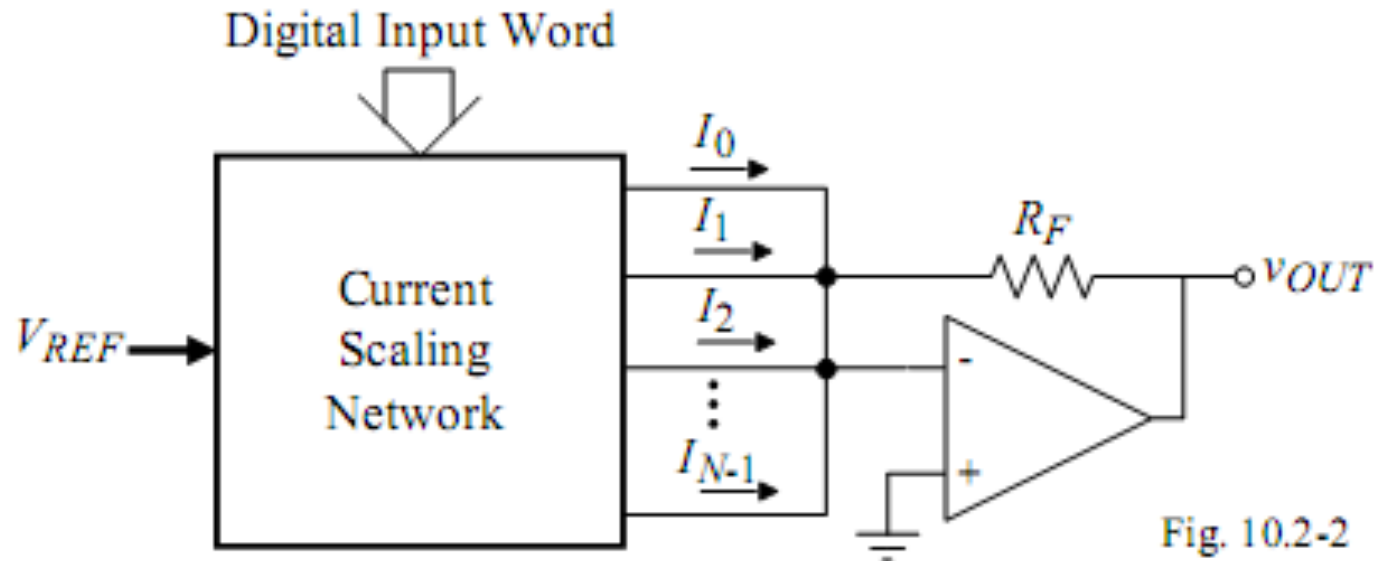 Digital Input Word
I0
I1
RF
vOUT
Current
Scaling
Network
I2
VREF
-
IN-1
+
Fig. 10.2-2